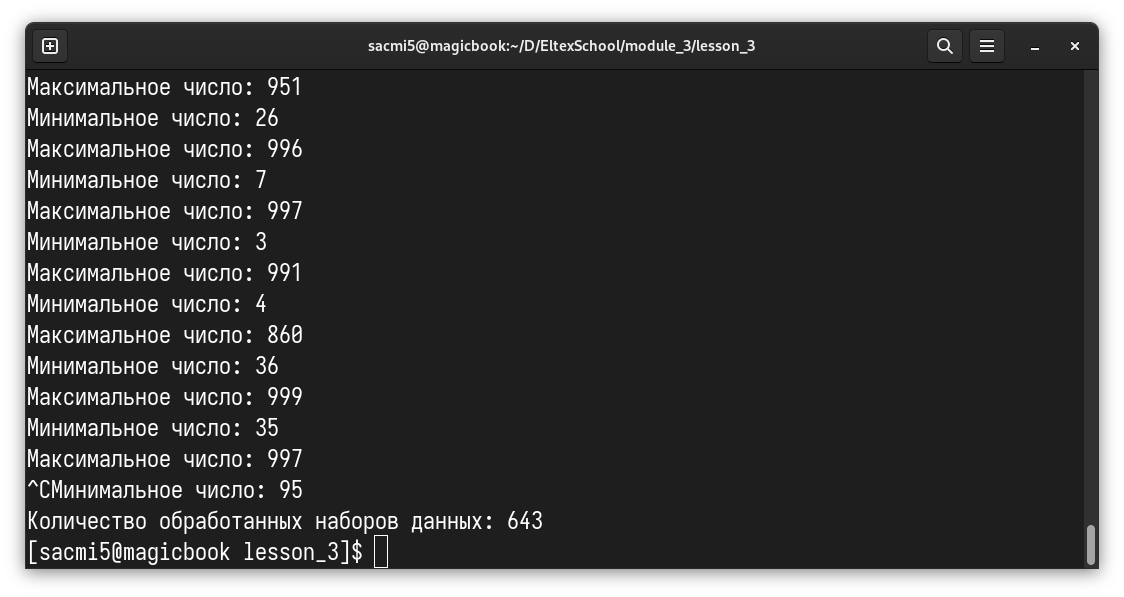 sacmi5@magicbook:~/D/EltexSchool/module_3/lesson_3
Максимальное число: 951
Минимальное число: 26
Максимальное число: 996
Минимальное число: 7
Максимальное число: 997
Минимальное число: 3
Максимальное число: 991
Минимальное число: 4
Максимальное число: 860
Минимальное число: 36
Максимальное число: 999
Минимальное число: 35
Максимальное число: 997
^CМинимальное число: 95
Количество обработанных наборов данных: 643
[sacmi5@magicbook lesson_3]$